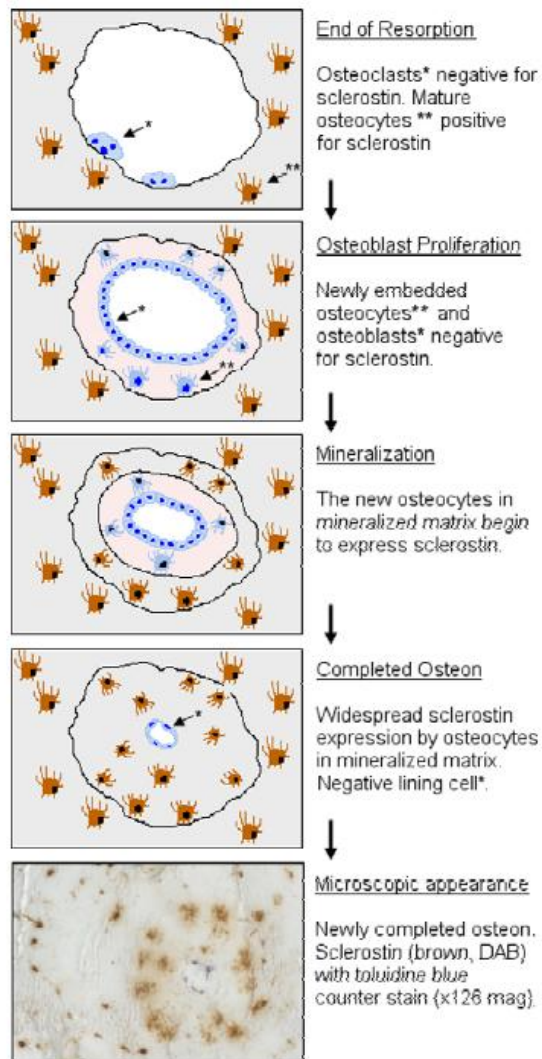 End of Resorption
Osteoclasts* negative for
sclerostin. Mature
osteocytes ** positive
for sclerostin
*
**
Osteoblast Proliferation
Newly embedded
osteocytes** and
osteoblasts* negative
for sclerostin.
*
**
Mineralization
The new osteocytes in
mineralized matrix begin
to express sclerostin.
Completed Osteon
Widespread sclerostin
expression by osteocytes
in mineralized matrix.
Negative lining cell*.
*
Microscopic appearance
Newly completed osteon.
Sclerostin (brown, DAB)
with toluidine blue
counter stain (x126 mag)